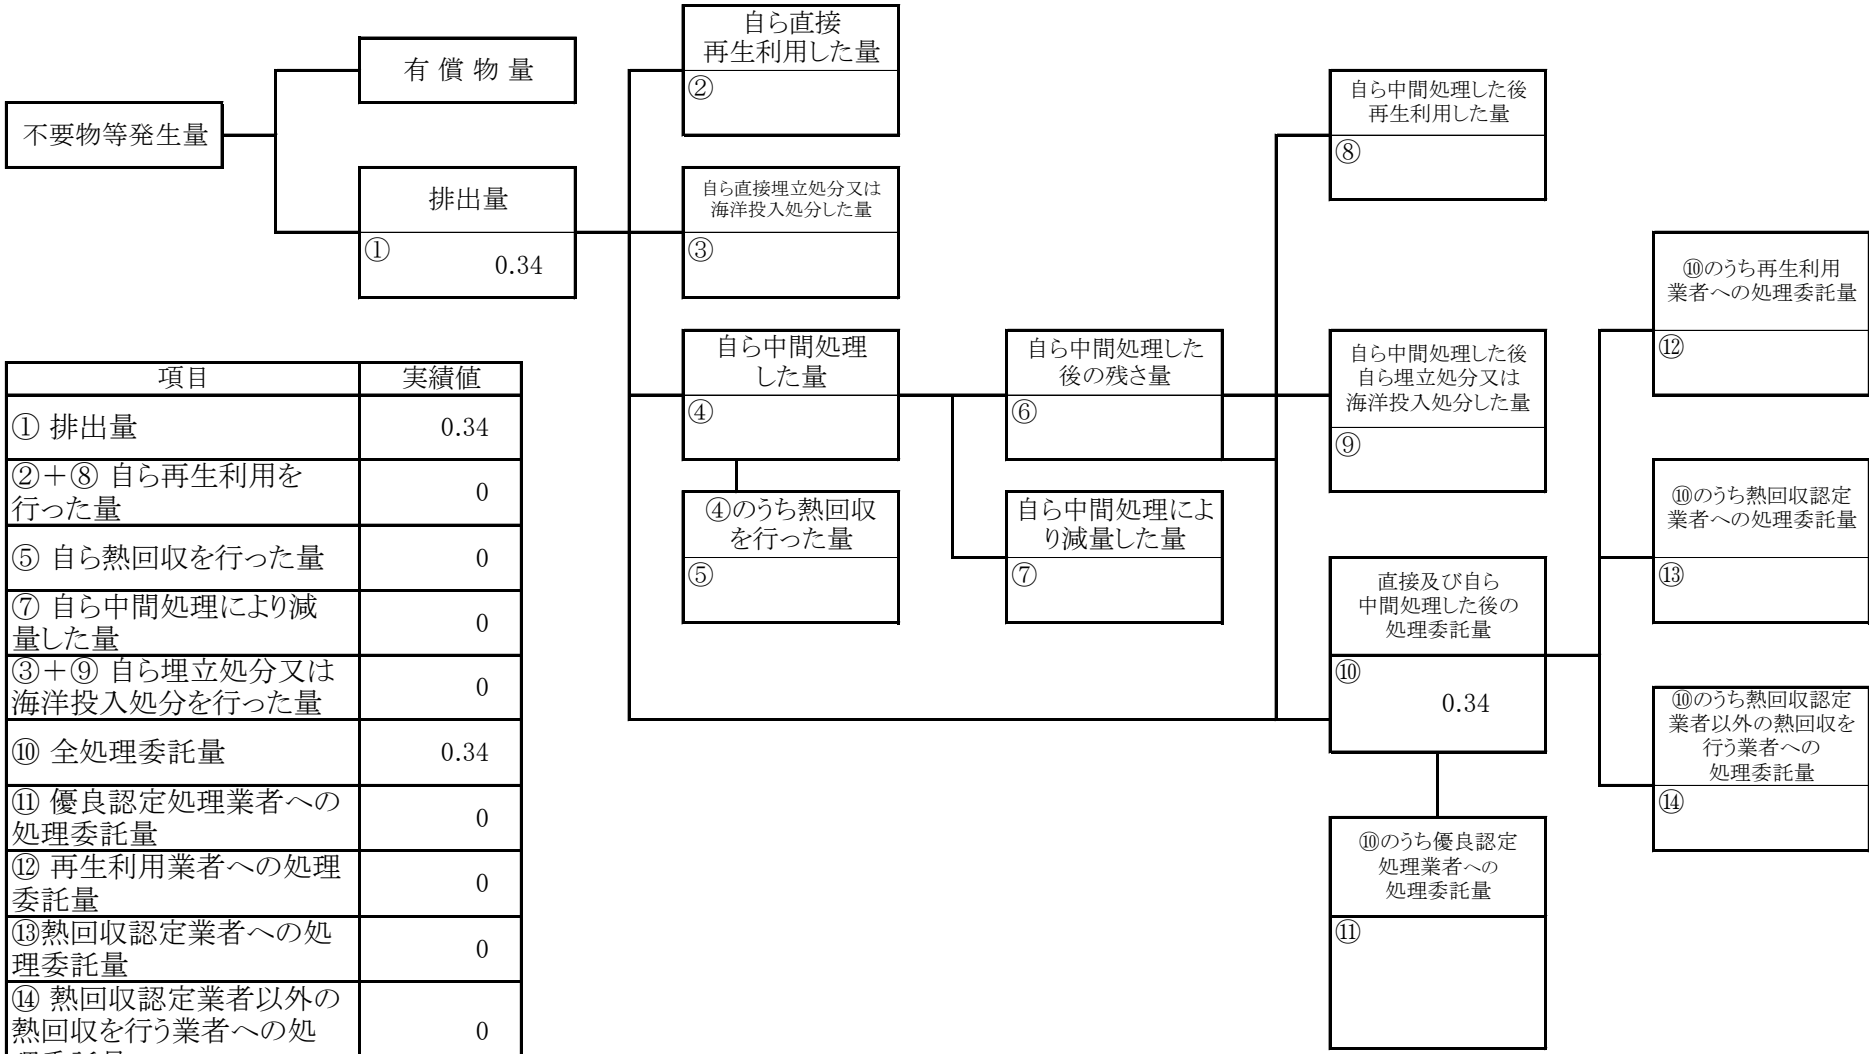 不要物等発生量
有 償 物 量
排出量
①
0.34
自ら直接
再生利用した量
②
自ら直接埋立処分又は
海洋投入処分した量
③
自ら中間処理
した量
④
④のうち熱回収
を行った量
⑤
自ら中間処理した
後の残さ量
⑥
自ら中間処理によ
り減量した量
⑦
自ら中間処理した後
再生利用した量
⑧
自ら中間処理した後
自ら埋立処分又は
海洋投入処分した量
⑨
直接及び自ら
中間処理した後の
処理委託量
⑩
0.34
⑩のうち優良認定
処理業者への
処理委託量
⑪
⑩のうち再生利用
業者への処理委託量
⑫
⑩のうち熱回収認定
業者への処理委託量
⑬
⑩のうち熱回収認定
業者以外の熱回収を
行う業者への
処理委託量
⑭
項目 実績値
① 排出量 0.34
②＋⑧ 自ら再生利用を
行った量 0
⑤ 自ら熱回収を行った量 0
⑦ 自ら中間処理により減
量した量 0
③＋⑨ 自ら埋立処分又は
海洋投入処分を行った量 0
⑩ 全処理委託量 0.34
⑪ 優良認定処理業者への
処理委託量 0
⑫ 再生利用業者への処理
委託量 0
⑬熱回収認定業者への処
理委託量 0
⑭ 熱回収認定業者以外の
熱回収を行う業者への処 0